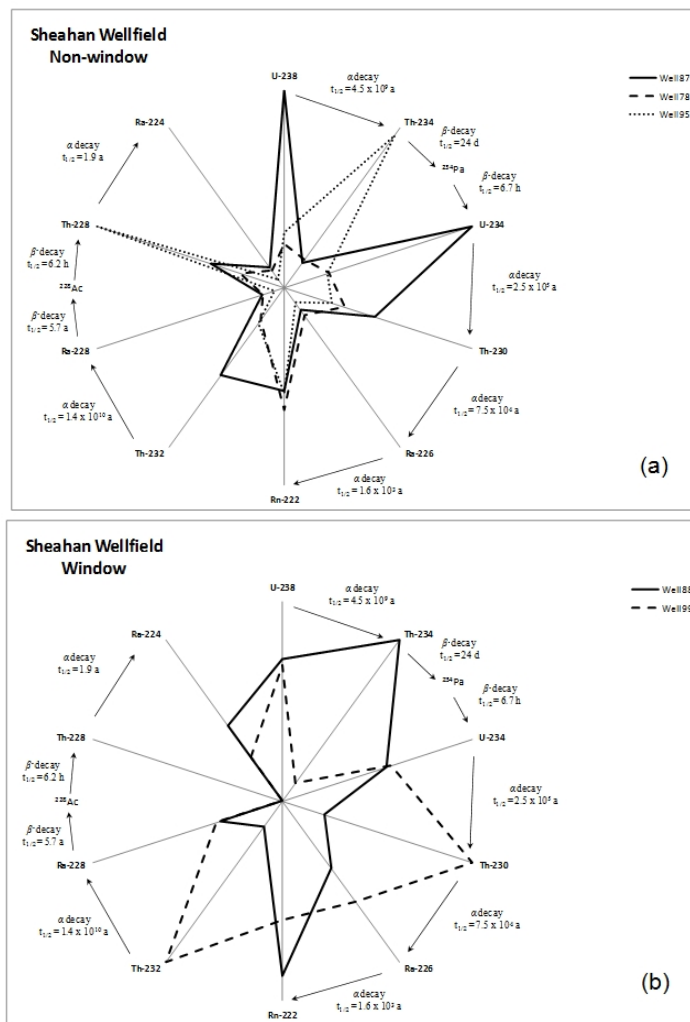 Sheahan Wellfield
Non-window
U-238
α decay
t1/2 = 4.5 x 10⁹ a
Th-234
β-decay
t1/2 = 24 d
²³⁴Pa
β-decay
t1/2 = 6.7 h
U-234
α decay
t1/2 = 2.5 x 10⁵ a
Th-230
α decay
t1/2 = 7.5 x 10⁴ a
Ra-226
α decay
t1/2 = 1.6 x 10³ a
Rn-222
Th-232
α decay
t1/2 = 1.4 x 10¹⁰ a
Ra-228
β-decay
t1/2 = 5.7 a
²²⁸AC
β-decay
t1/2 = 6.2 h
Th-228
α decay
t1/2 = 1.9 a
Ra-224
Well87
Well78
Well95
(a)
Sheahan Wellfield
Window
U-238
α decay
t1/2 = 4.5 x 10⁹ a
Th-234
β-decay
t1/2 = 24 d
²³⁴Pa
β-decay
t1/2 = 6.7 h
U-234
α decay
t1/2 = 2.5 x 10⁵ a
Th-230
α decay
t1/2 = 7.5 x 10⁴ a
Ra-226
α decay
t1/2 = 1.6 x 10³ a
Rn-222
Th-232
α decay
t1/2 = 1.4 x 10¹⁰ a
Ra-228
β-decay
t1/2 = 5.7 a
²²⁸AC
β-decay
t1/2 = 6.2 h
Th-228
α decay
t1/2 = 1.9 a
Ra-224
Well88
Well99
(b)